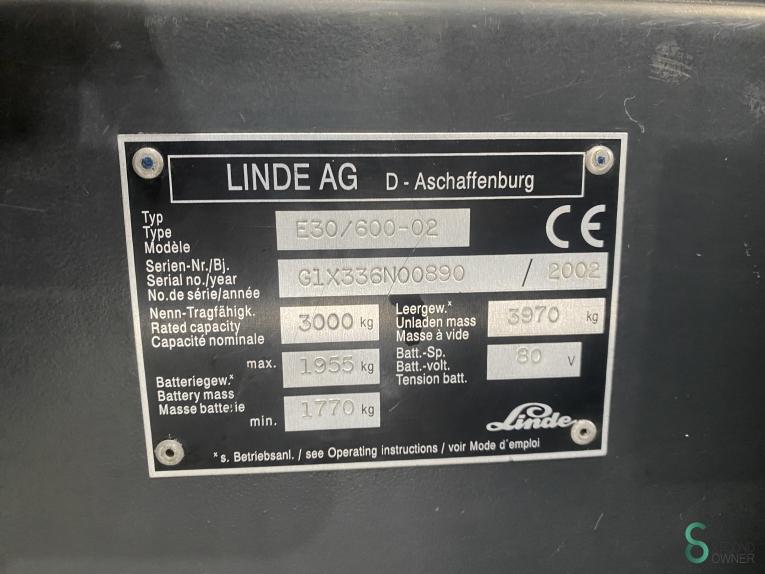 LINDE AG D - Aschaffenburg
Typ
Type
Modèle
E30/600-02
CE
Serien-Nr./Bj.
Serial no./year
No.de série/année
G1X336N00890 / 2002
Nenn-Tragfähigk.
Rated capacity
Capacité nominale
3000 kg
Leergew.x
Unladen mass
Masse à vide
3970 kg
Batteriegew.x
Battery mass
Masse batterie
max. 1955 kg
min. 1770 kg
Batt.-Sp.
Batt.-volt.
Tension batt.
80 V
Linde
x s. Betriebsanl. / see Operating instructions / voir Mode d'emploi
SECOND
OWNER